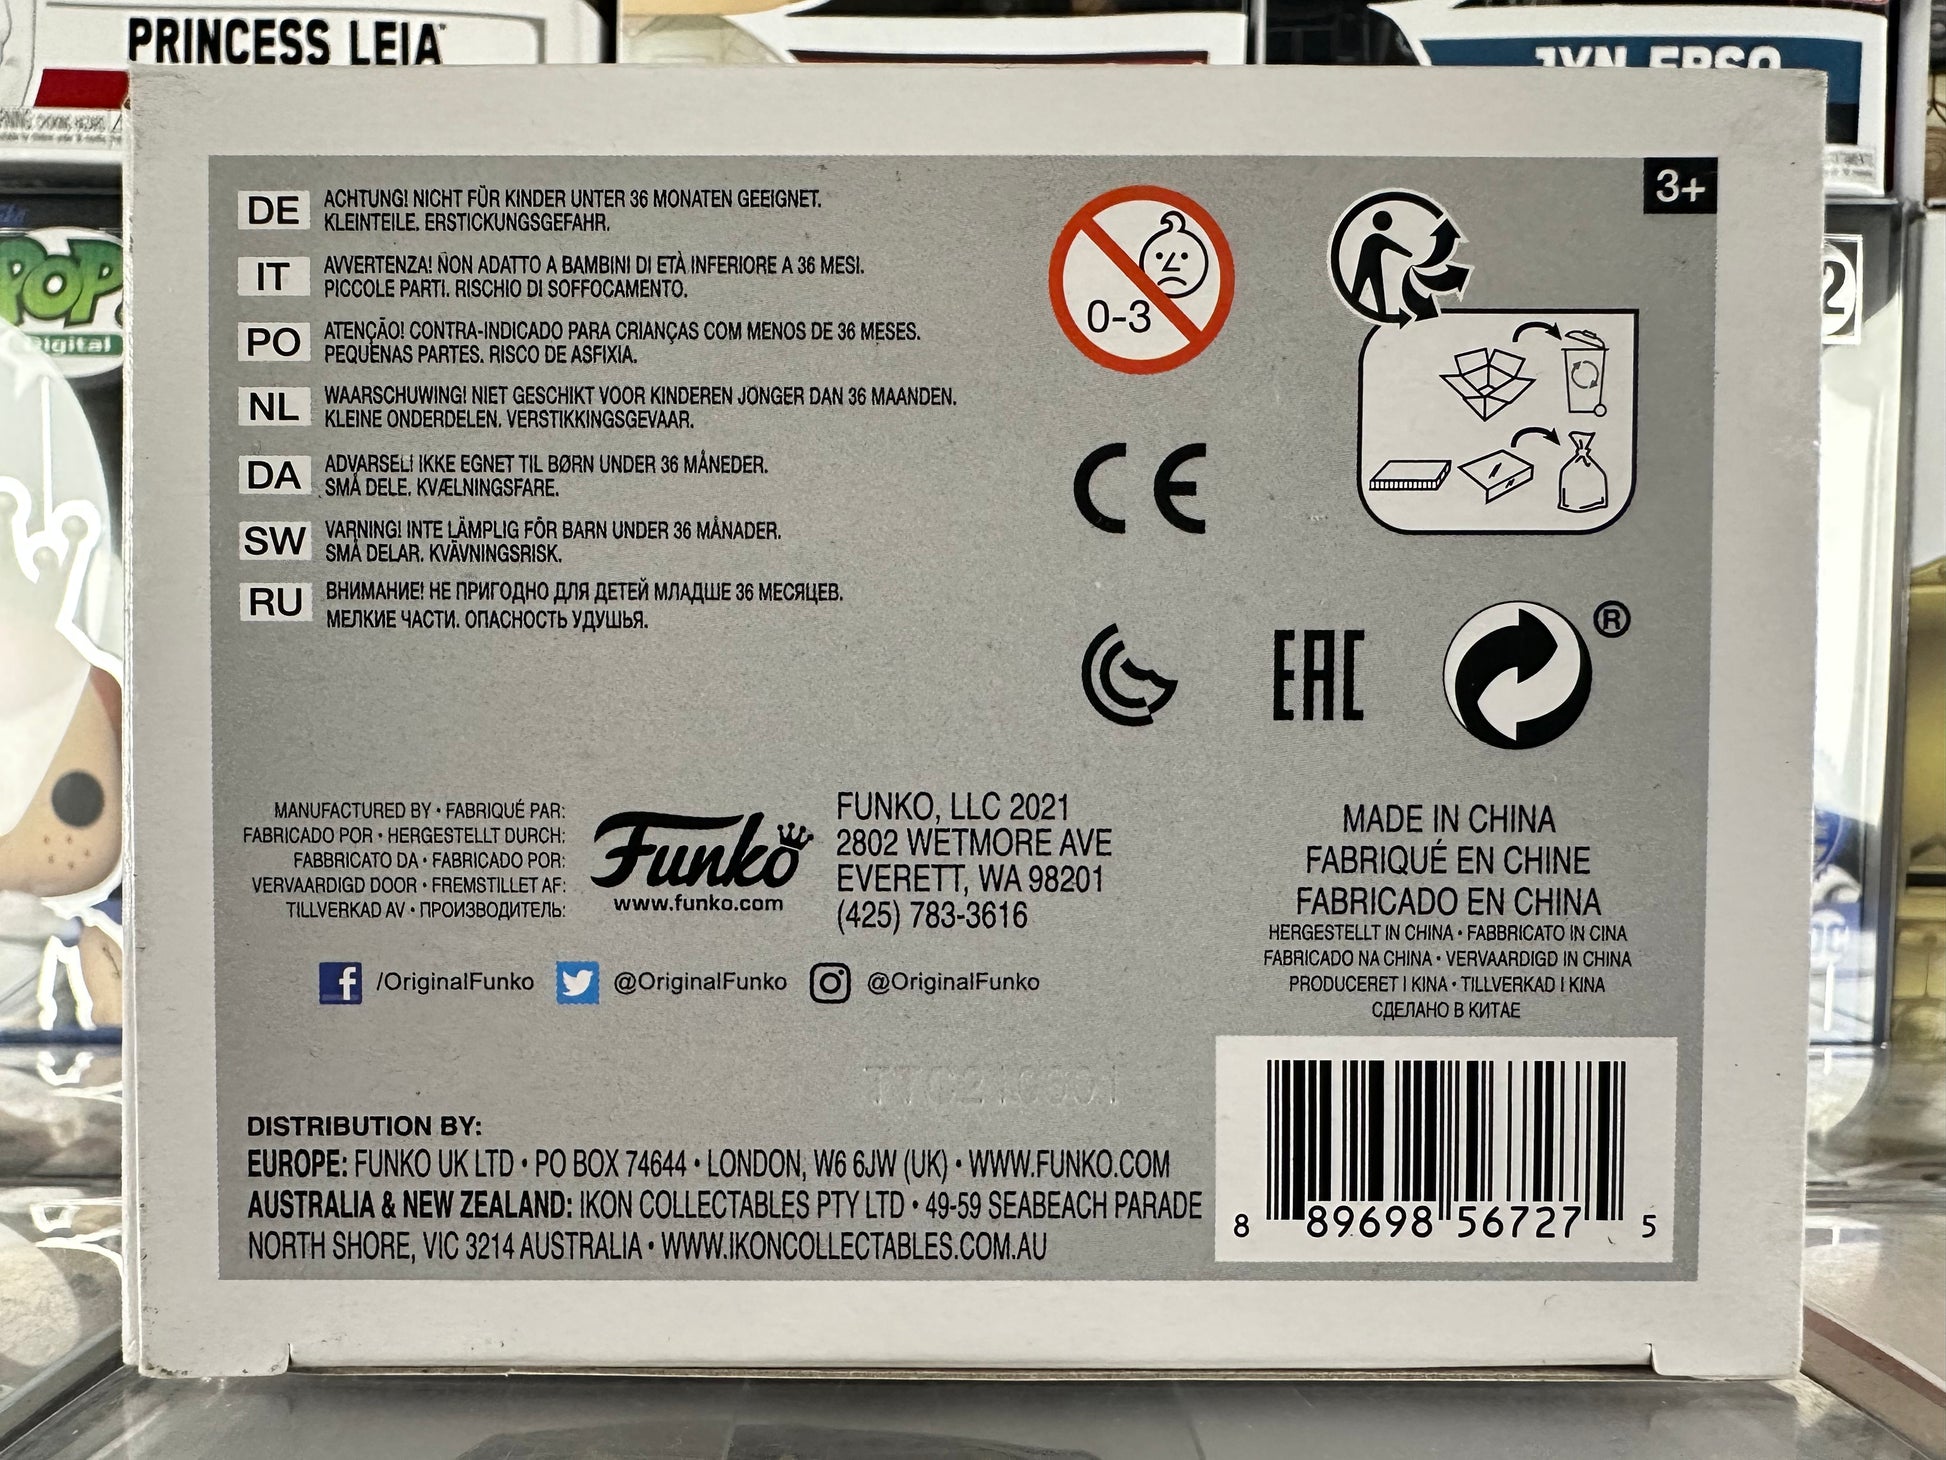 PRINCESS LEIA
JYN ERSO
POP!
Digital
2
3+
DE
ACHTUNG! NICHT FÜR KINDER UNTER 36 MONATEN GEEIGNET.
KLEINTEILE. ERSTICKUNGSGEFAHR.
IT
AVVERTENZA! NON ADATTO A BAMBINI DI ETÀ INFERIORE A 36 MESI.
PICCOLE PARTI. RISCHIO DI SOFFOCAMENTO.
PO
ATENÇÃO! CONTRA-INDICADO PARA CRIANÇAS COM MENOS DE 36 MESES.
PEQUENAS PARTES. RISCO DE ASFIXIA.
NL
WAARSCHUWING! NIET GESCHIKT VOOR KINDEREN JONGER DAN 36 MAANDEN.
KLEINE ONDERDELEN. VERSTIKKINGSGEVAAR.
DA
ADVARSEL! IKKE EGNET TIL BØRN UNDER 36 MÅNEDER.
SMÅ DELE. KVÆLNINGSFARE.
SW
VARNING! INTE LÄMPLIG FÖR BARN UNDER 36 MÅNADER.
SMÅ DELAR. KVÄVNINGSRISK.
RU
ВНИМАНИЕ! НЕ ПРИГОДНО ДЛЯ ДЕТЕЙ МЛАДШЕ 36 МЕСЯЦЕВ.
МЕЛКИЕ ЧАСТИ. ОПАСНОСТЬ УДУШЬЯ.
0-3
CE
EAC
®
MANUFACTURED BY • FABRIQUÉ PAR:
FABRICADO POR • HERGESTELLT DURCH:
FABBRICATO DA • FABRICADO POR:
VERVAARDIGD DOOR • FREMSTILLET AF:
TILLVERKAD AV • ПРОИЗВОДИТЕЛЬ:
Funko
www.funko.com
FUNKO, LLC 2021
2802 WETMORE AVE
EVERETT, WA 98201
(425) 783-3616
/OriginalFunko
@OriginalFunko
@OriginalFunko
MADE IN CHINA
FABRIQUÉ EN CHINE
FABRICADO EN CHINA
HERGESTELLT IN CHINA • FABBRICATO IN CINA
FABRICADO NA CHINA • VERVAARDIGD IN CHINA
PRODUCERET I KINA • TILLVERKAD I KINA
СДЕЛАНО В КИТАЕ
DISTRIBUTION BY:
EUROPE: FUNKO UK LTD • PO BOX 74644 • LONDON, W6 6JW (UK) • WWW.FUNKO.COM
AUSTRALIA & NEW ZEALAND: IKON COLLECTABLES PTY LTD • 49-59 SEABEACH PARADE
NORTH SHORE, VIC 3214 AUSTRALIA • WWW.IKONCOLLECTABLES.COM.AU
8 89698 56727 5